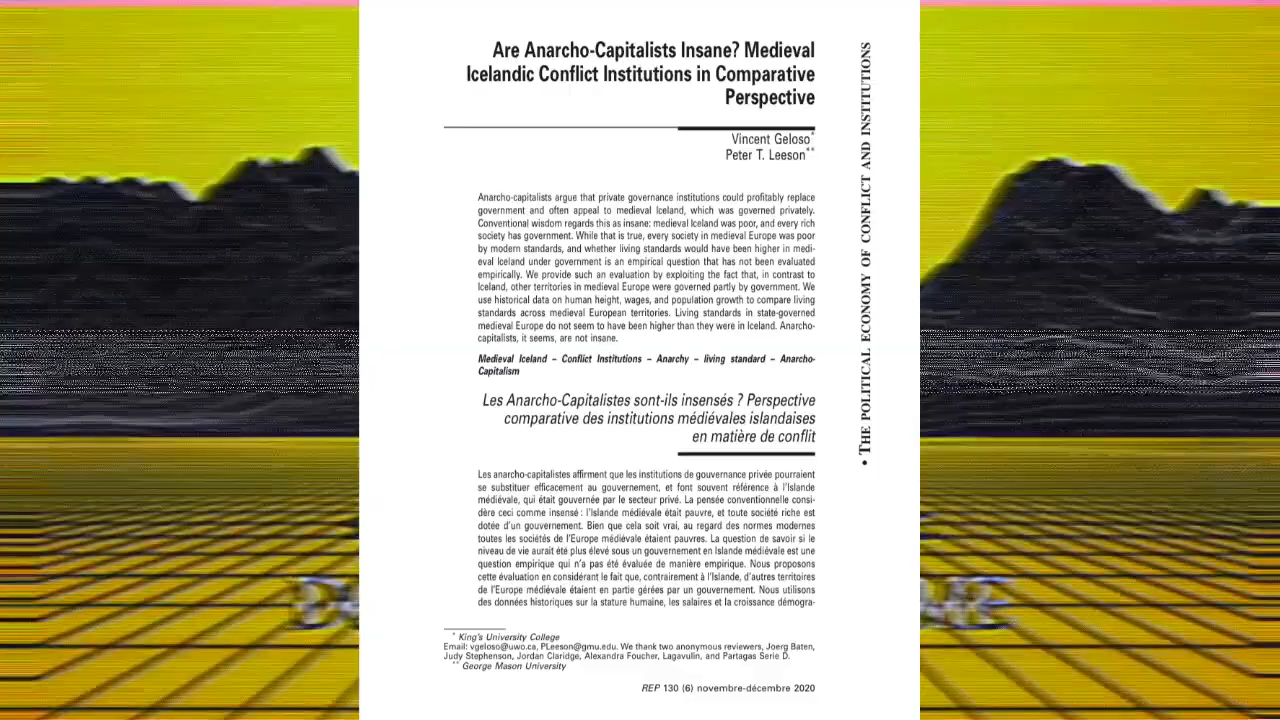 Are Anarcho-Capitalists Insane? Medieval
Icelandic Conflict Institutions in Comparative
Perspective
Vincent Geloso*
Peter T. Leeson**
Anarcho-capitalists argue that private governance institutions could profitably replace
government and often appeal to medieval Iceland, which was governed privately.
Conventional wisdom regards this as insane: medieval Iceland was poor, and every rich
society has government. While that is true, every society in medieval Europe was poor
by modern standards, and whether living standards would have been higher in medi-
eval Iceland under government is an empirical question that has not been evaluated
empirically. We provide such an evaluation by exploiting the fact that, in contrast to
Iceland, other territories in medieval Europe were governed partly by government. We
use historical data on human height, wages, and population growth to compare living
standards across medieval European territories. Living standards in state-governed
medieval Europe do not seem to have been higher than they were in Iceland. Anarcho-
capitalists, it seems, are not insane.
Medieval Iceland – Conflict Institutions – Anarchy – living standard – Anarcho-
Capitalism
Les Anarcho-Capitalistes sont-ils insensés ? Perspective
comparative des institutions médiévales islandaises
en matière de conflit
Les anarcho-capitalistes affirment que les institutions de gouvernance privée pourraient
se substituer efficacement au gouvernement, et font souvent référence à l'Islande
médiévale, qui était gouvernée par le secteur privé. La pensée conventionnelle consi-
dère ceci comme insensé : l'Islande médiévale était pauvre, et toute société riche est
dotée d'un gouvernement. Bien que cela soit vrai, au regard des normes modernes
toutes les sociétés de l'Europe médiévale étaient pauvres. La question de savoir si le
niveau de vie aurait été plus élevé sous un gouvernement en Islande médiévale est une
question empirique qui n'a pas été évaluée de manière empirique. Nous proposons
cette évaluation en considérant le fait que, contrairement à l'Islande, d'autres territoires
de l'Europe médiévale étaient en partie gérées par un gouvernement. Nous utilisons
des données historiques sur la stature humaine, les salaires et la croissance démogra-
* King's University College
Email: vgeloso@uwo.ca, PLeeson@gmu.edu. We thank two anonymous reviewers, Joerg Baten,
Judy Stephenson, Jordan Claridge, Alexandra Foucher, Lagavulin, and Partagas Serie D.
** George Mason University
REP 130 (6) novembre-décembre 2020
• THE POLITICAL ECONOMY OF CONFLICT AND INSTITUTIONS